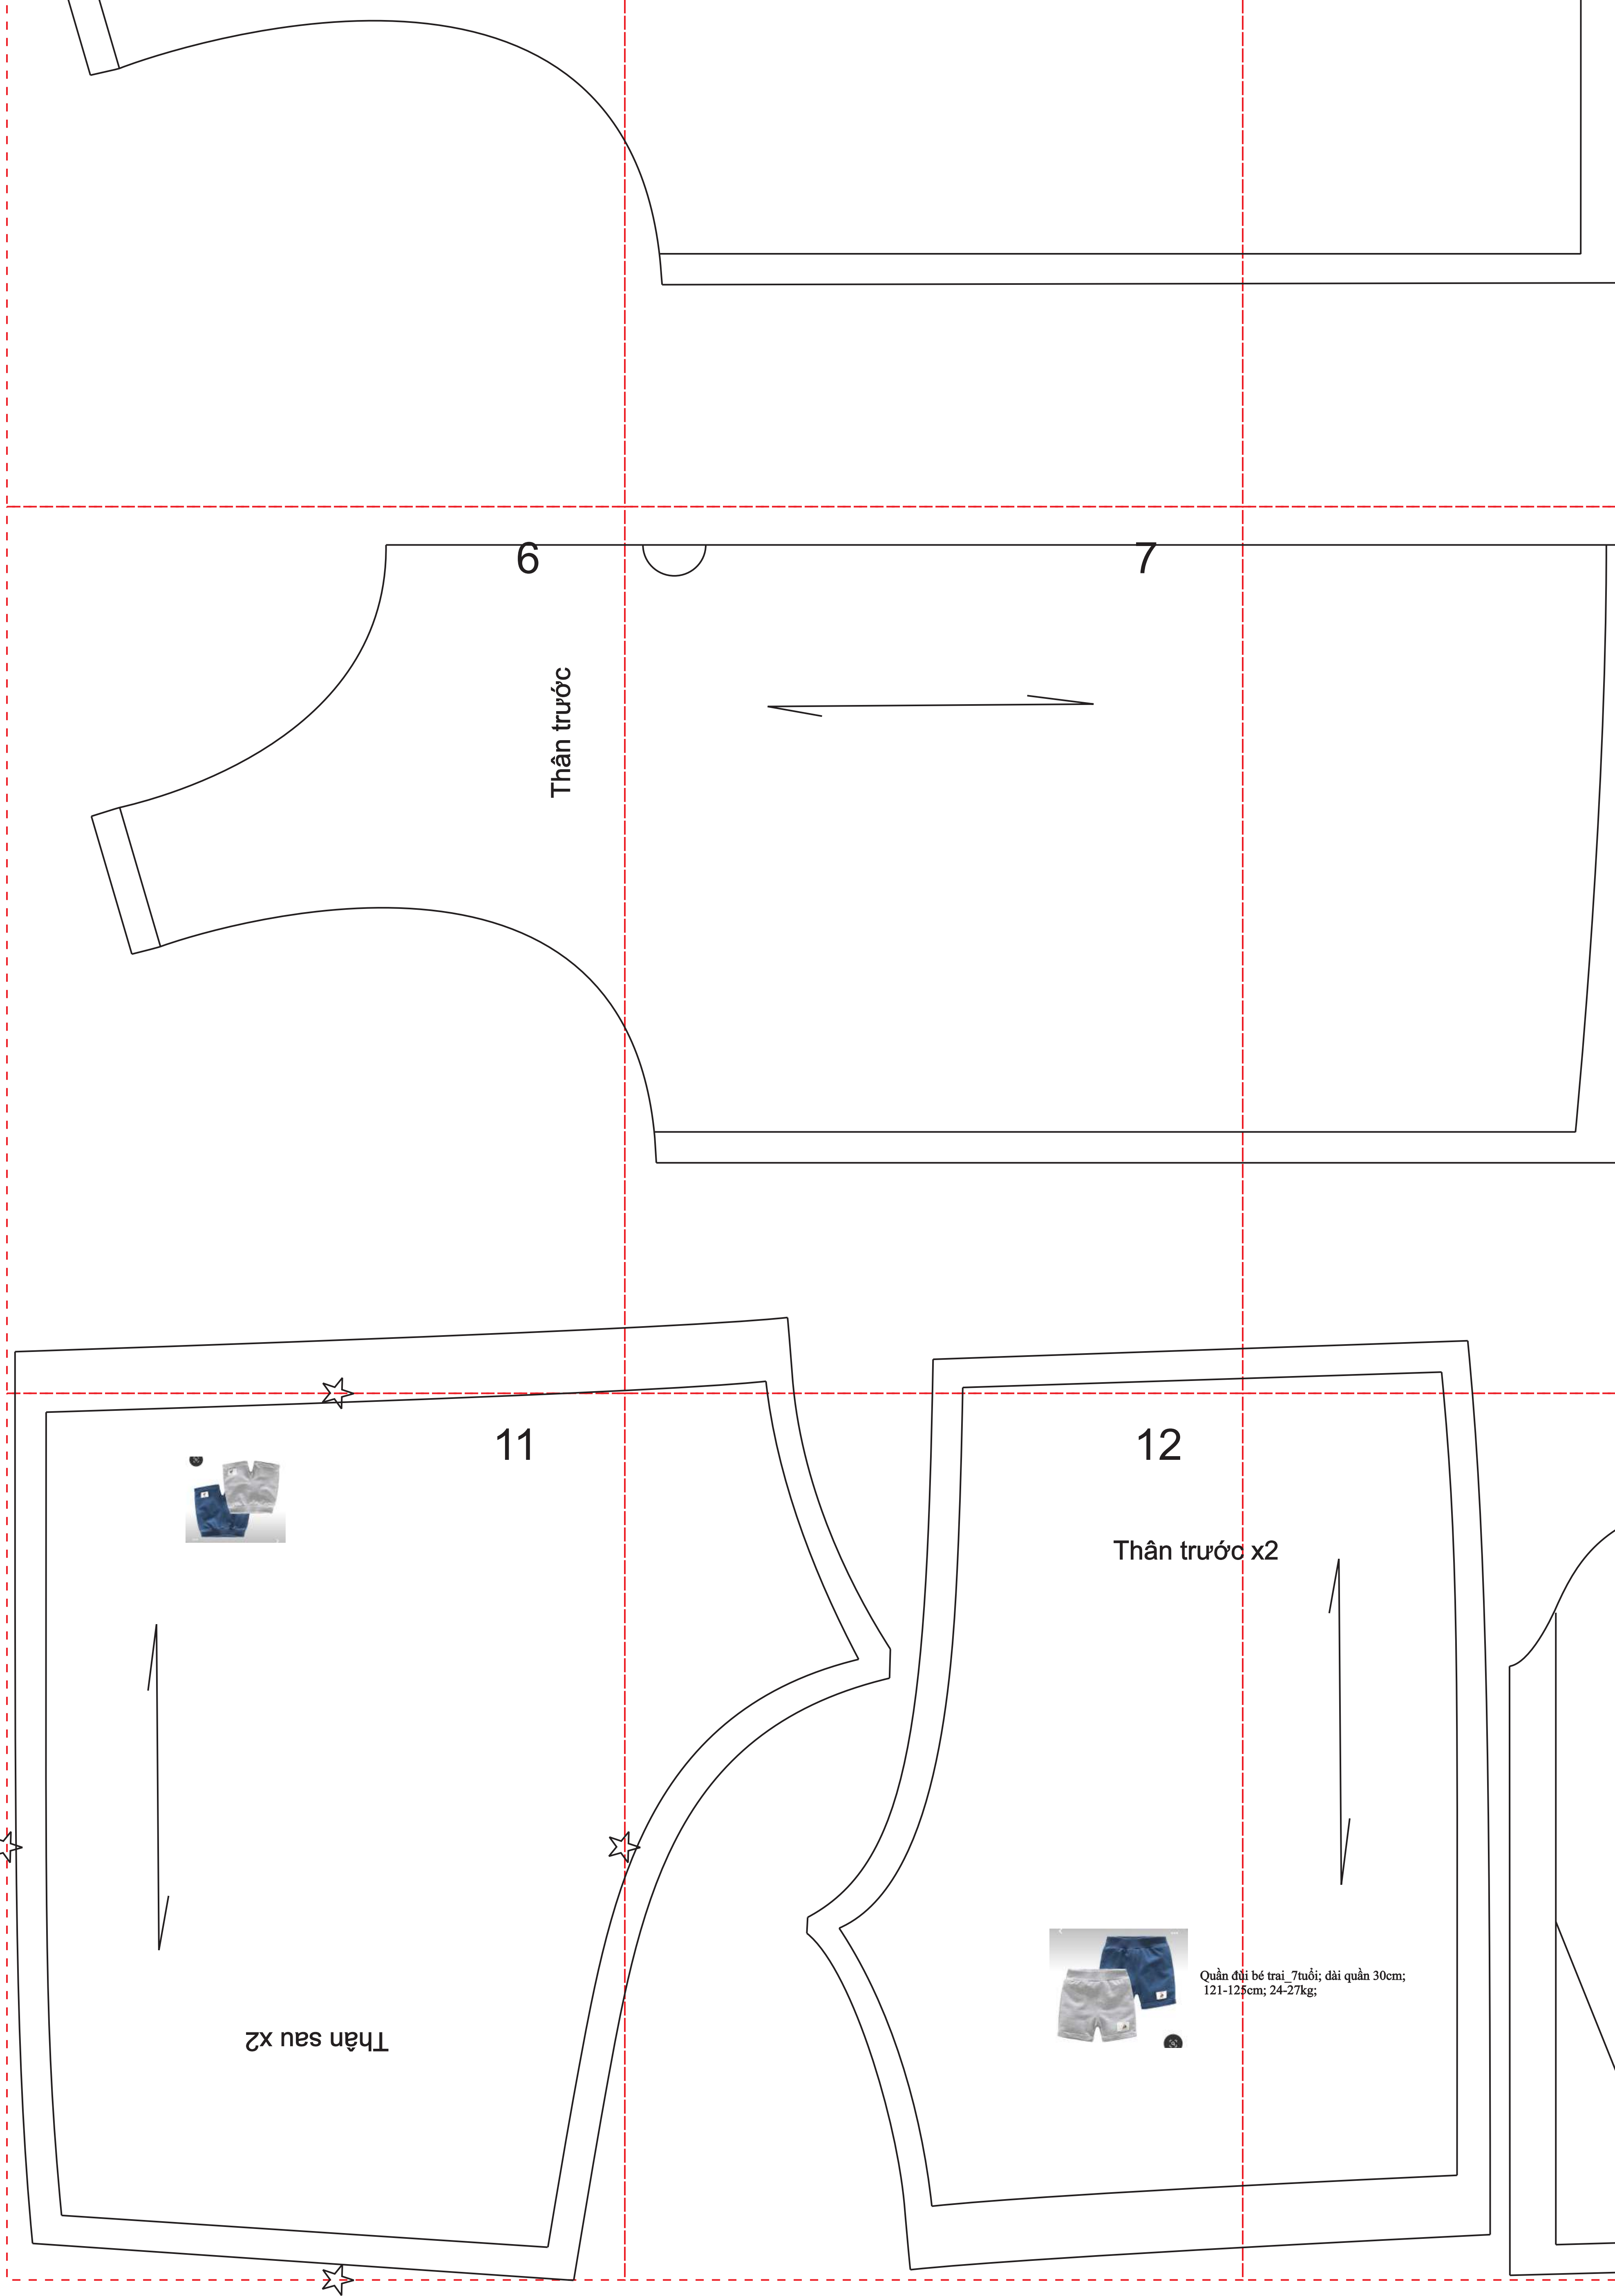 6
7
Thân trước
11
12
Thân trước x2
Quần đùi bé trai_7tuổi; dài quần 30cm;
121-125cm; 24-27kg;
Thân sau x2